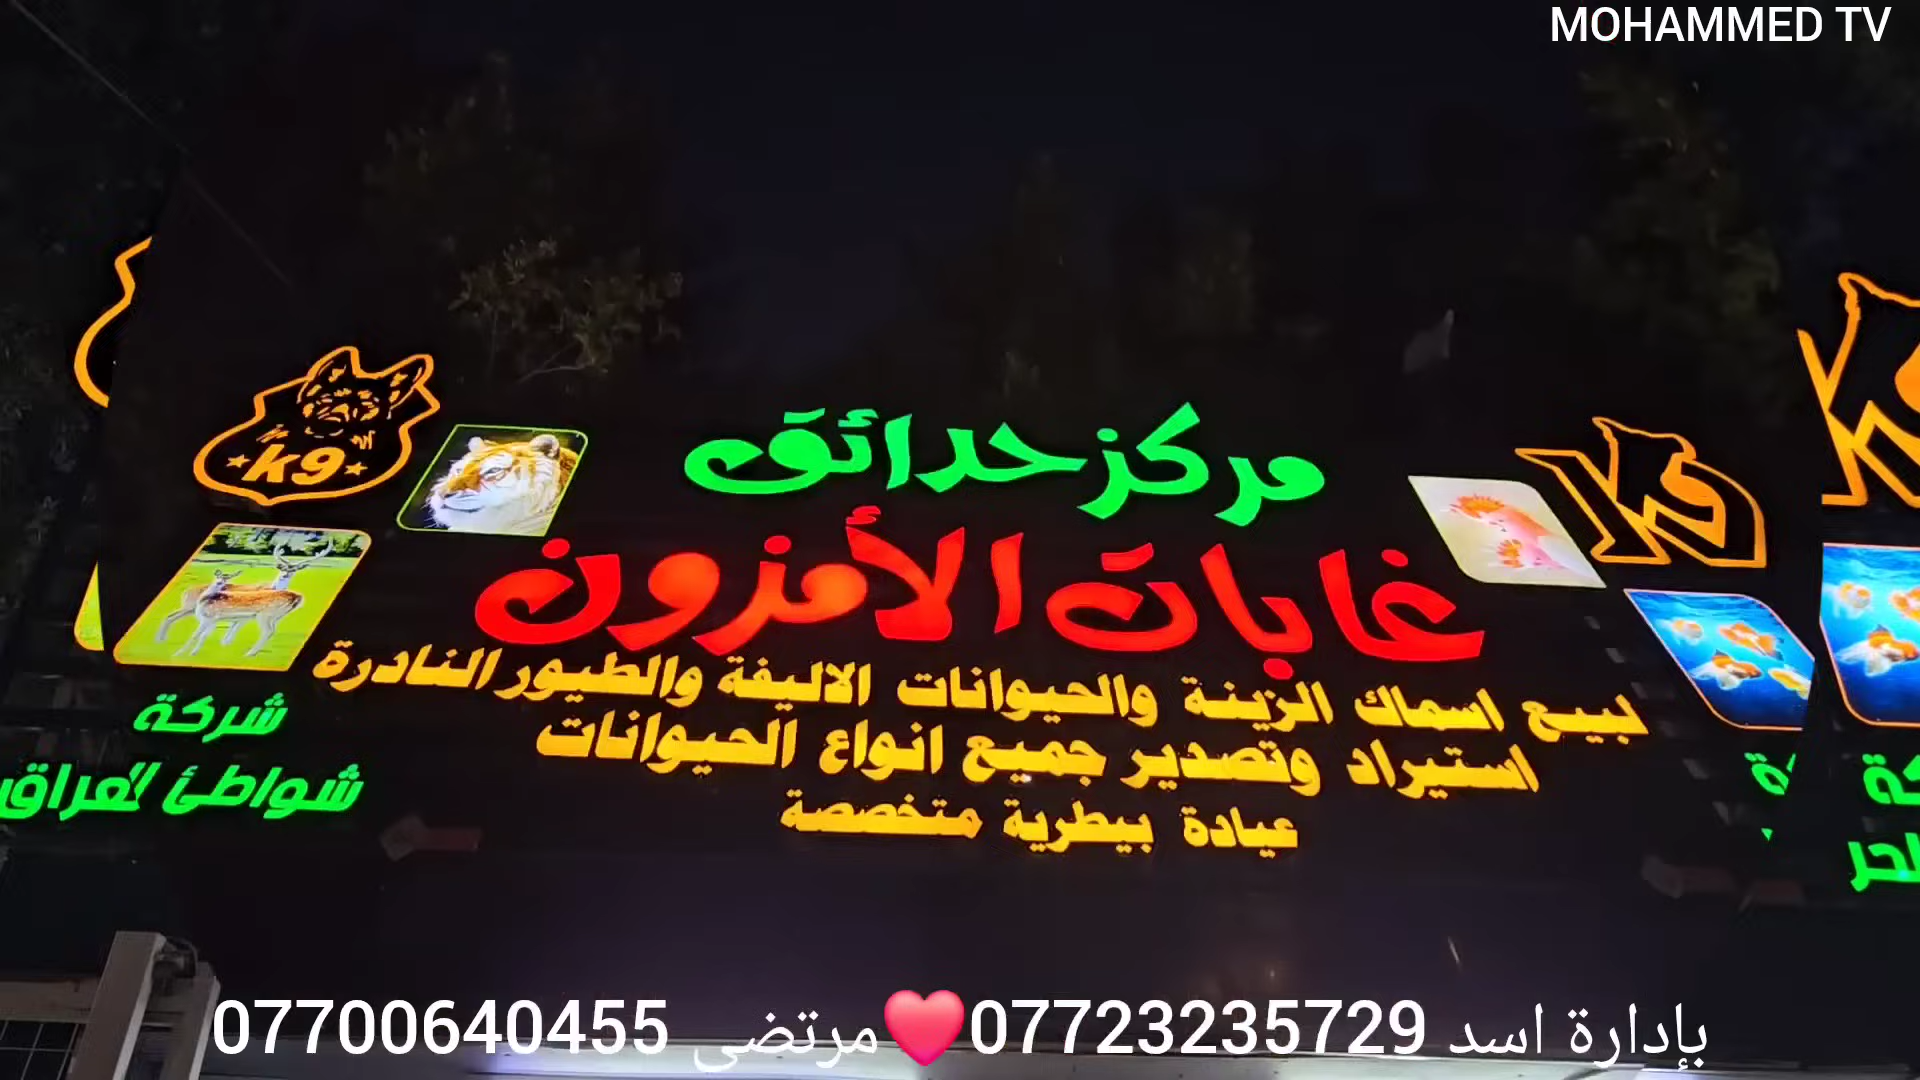 MOHAMMED TV
k9
مركز حدائق
غابات الأمزون
لبيع اسماك الزينة والحيوانات الاليفة والطيور النادرة
استيراد وتصدير جميع انواع الحيوانات
عيادة بيطرية متخصصة
شركة
شواطئ العراق
بإدارة اسد 07723235729❤️مرتضى 07700640455